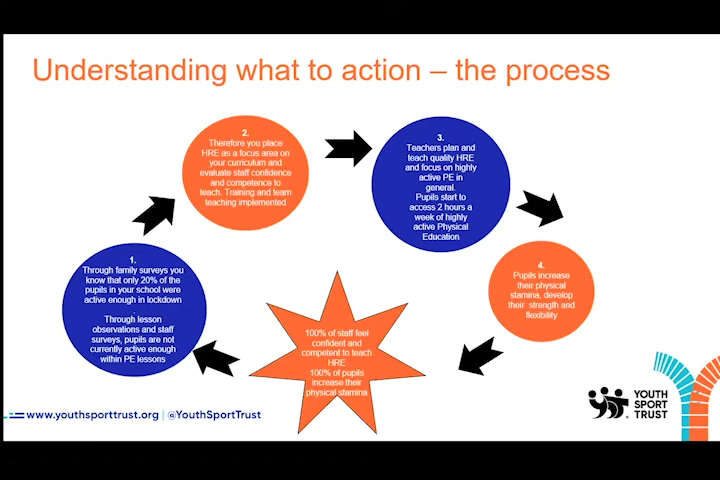 Understanding what to action – the process
1.
Through family surveys you
know that only 20% of the
pupils in your school were
active enough in lockdown
.
Through lesson
observations and staff
surveys, pupils are not
currently active enough
within PE lessons
2.
Therefore you place
HRE as a focus area on
your curriculum and
evaluate staff confidence
and competence to
teach. Training and team
teaching implemented
3.
Teachers plan and
teach quality HRE
and focus on highly
active PE in
general.
Pupils start to
access 2 hours a
week of highly
active Physical
Education
4.
Pupils increase
their physical
stamina, develop
their strength and
flexibility
100% of staff feel
confident and
competent to teach
HRE
100% of pupils
increase their
physical stamina
www.youthsporttrust.org | @YouthSportTrust
YOUTH
SPORT
TRUST